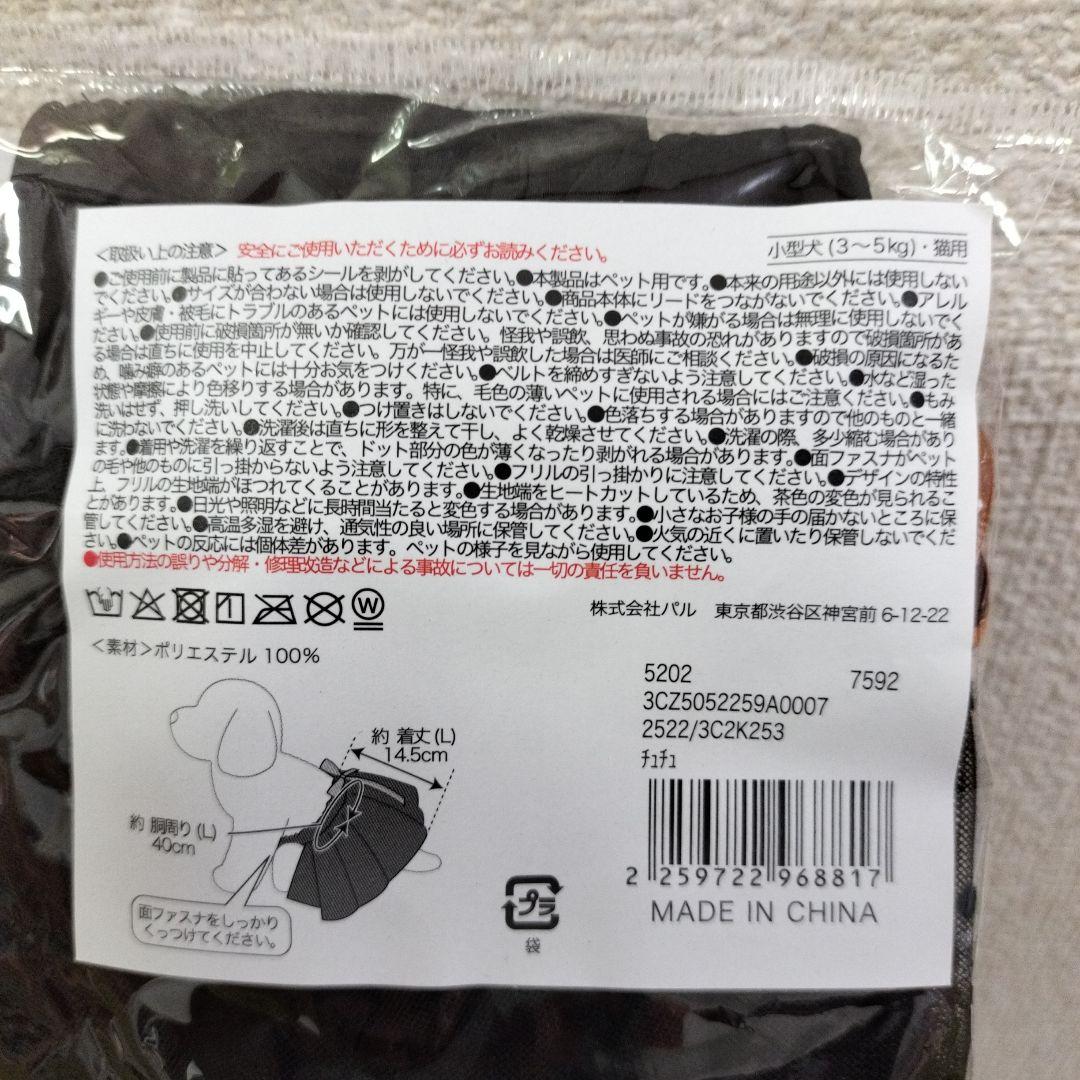 ＜取扱い上の注意＞ 安全にご使用いただくために必ずお読みください。
小型犬(3～5kg)・猫用
●ご使用前に製品に貼ってあるシールを剥がしてください。●本製品はペット用です。●本来の用途以外には使用しない
でください。●サイズが合わない場合は使用しないでください。●商品本体にリードをつながないでください。●アレル
ギーや皮膚・被毛にトラブルのあるペットには使用しないでください。●ペットが嫌がる場合は無理に使用しないでく
ださい。●使用前に破損箇所が無いか確認してください。怪我や誤飲、思わぬ事故の恐れがありますので破損箇所があ
る場合は直ちに使用を中止してください。万が一怪我や誤飲した場合は医師にご相談ください。●破損の原因になるた
め、噛み癖のあるペットには十分お気をつけください。●ベルトを締めすぎないよう注意してください。●水など湿った
状態や摩擦により色移りする場合があります。特に、毛色の薄いペットに使用される場合にはご注意ください。●もみ
洗いはせず、押し洗いしてください。●つけ置きはしないでください。●色落ちする場合がありますので他のものと一緒
に洗わないでください。●洗濯後は直ちに形を整えて干し、よく乾燥させてください。●洗濯の際、多少縮む場合があり
ます。●着用や洗濯を繰り返すことで、ドット部分の色が薄くなったり剥がれる場合があります。●面ファスナがペット
の毛や他のものに引っ掛からないよう注意してください。●フリルの引っ掛かりに注意してください。●デザインの特性
上、フリルの生地端がほつれてくることがあります。●生地端をヒートカットしているため、茶色の変色が見られるこ
とがあります。●日光や照明などに長時間当たると変色する場合があります。●小さなお子様の手の届かないところに保
管してください。●高温多湿を避け、通気性の良い場所に保管してください。●火気の近くに置いたり保管しないでくだ
さい。●ペットの反応には個体差があります。ペットの様子を見ながら使用してください。
●使用方法の誤りや分解・修理改造などによる事故については一切の責任を負いません。
W
株式会社パル 東京都渋谷区神宮前 6-12-22
＜素材＞ポリエステル 100%
5202 7592
3CZ5052259A0007
2522/3C2K253
ﾁｭﾁｭ
約 着丈(L)
14.5cm
約 胴周り(L)
40cm
面ファスナをしっかり
くっつけてください。
プラ
袋
2 259722 968817
MADE IN CHINA